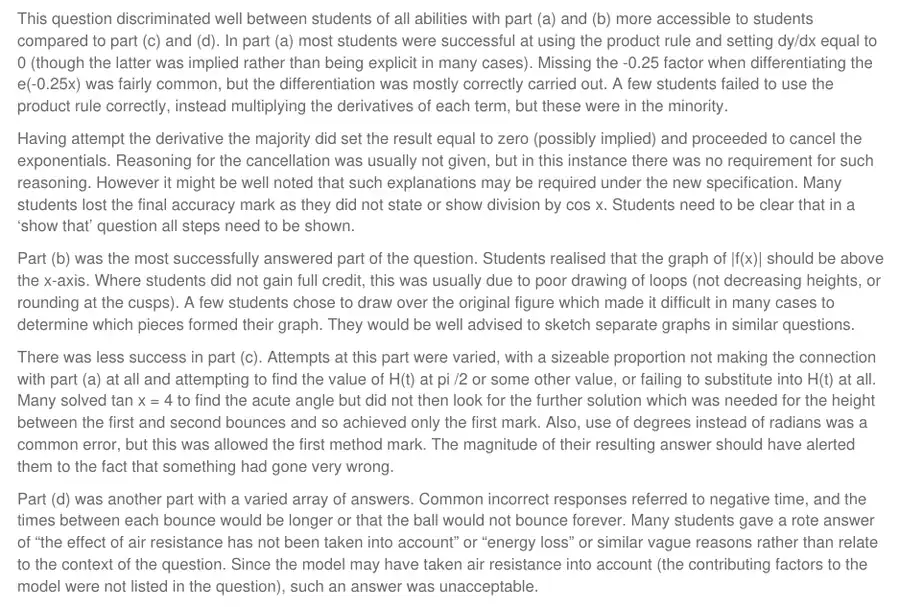 This question discriminated well between students of all abilities with part (a) and (b) more accessible to students
compared to part (c) and (d). In part (a) most students were successful at using the product rule and setting dy/dx equal to
0 (though the latter was implied rather than being explicit in many cases). Missing the -0.25 factor when differentiating the
e(-0.25x) was fairly common, but the differentiation was mostly correctly carried out. A few students failed to use the
product rule correctly, instead multiplying the derivatives of each term, but these were in the minority.
Having attempt the derivative the majority did set the result equal to zero (possibly implied) and proceeded to cancel the
exponentials. Reasoning for the cancellation was usually not given, but in this instance there was no requirement for such
reasoning. However it might be well noted that such explanations may be required under the new specification. Many
students lost the final accuracy mark as they did not state or show division by cos x. Students need to be clear that in a
‘show that’ question all steps need to be shown.
Part (b) was the most successfully answered part of the question. Students realised that the graph of |f(x)| should be above
the x-axis. Where students did not gain full credit, this was usually due to poor drawing of loops (not decreasing heights, or
rounding at the cusps). A few students chose to draw over the original figure which made it difficult in many cases to
determine which pieces formed their graph. They would be well advised to sketch separate graphs in similar questions.
There was less success in part (c). Attempts at this part were varied, with a sizeable proportion not making the connection
with part (a) at all and attempting to find the value of H(t) at pi /2 or some other value, or failing to substitute into H(t) at all.
Many solved tan x = 4 to find the acute angle but did not then look for the further solution which was needed for the height
between the first and second bounces and so achieved only the first mark. Also, use of degrees instead of radians was a
common error, but this was allowed the first method mark. The magnitude of their resulting answer should have alerted
them to the fact that something had gone very wrong.
Part (d) was another part with a varied array of answers. Common incorrect responses referred to negative time, and the
times between each bounce would be longer or that the ball would not bounce forever. Many students gave a rote answer
of “the effect of air resistance has not been taken into account” or “energy loss” or similar vague reasons rather than relate
to the context of the question. Since the model may have taken air resistance into account (the contributing factors to the
model were not listed in the question), such an answer was unacceptable.